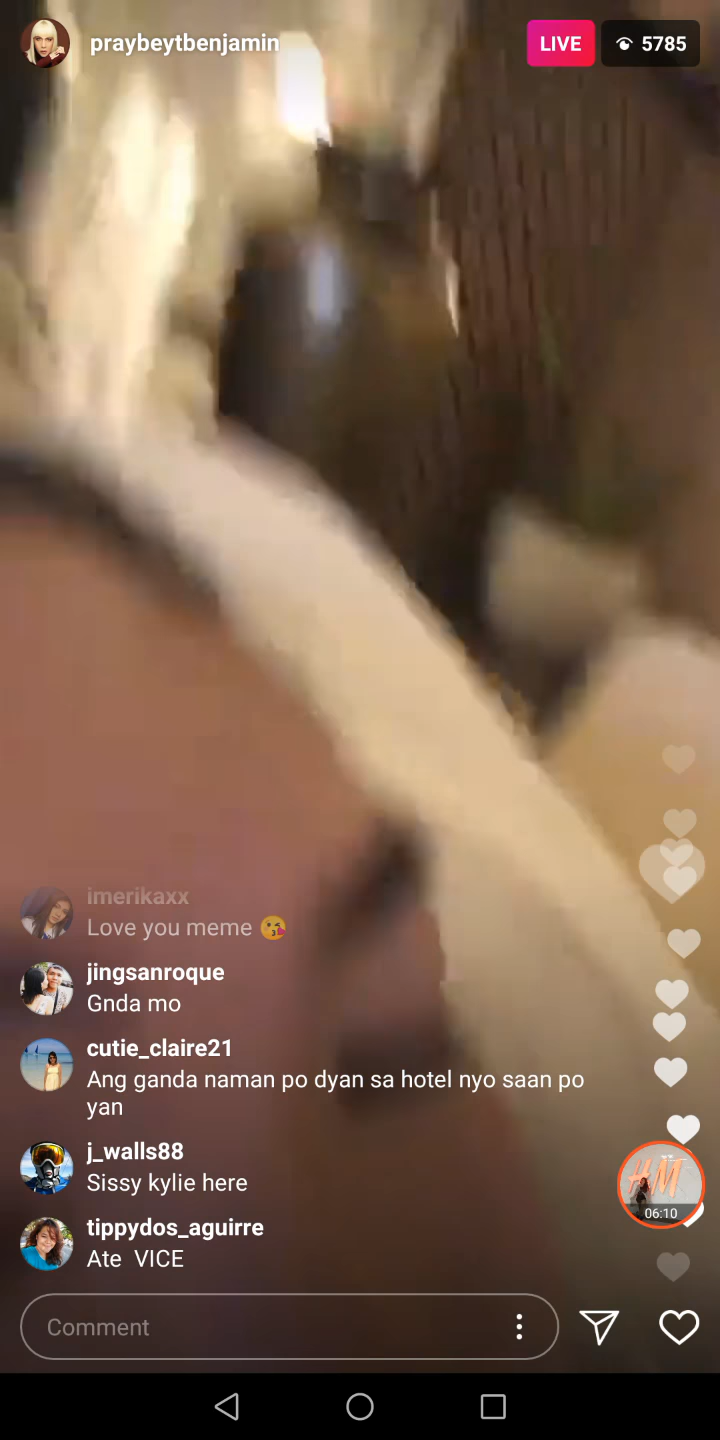 praybeytbenjamin
LIVE
5785
imerikaxx
Love you meme 😘
jingsanroque
Gnda mo
cutie_claire21
Ang ganda naman po dyan sa hotel nyo saan po
yan
j_walls88
Sissy kylie here
HM
06:10
tippydos_aguirre
Ate VICE
Comment